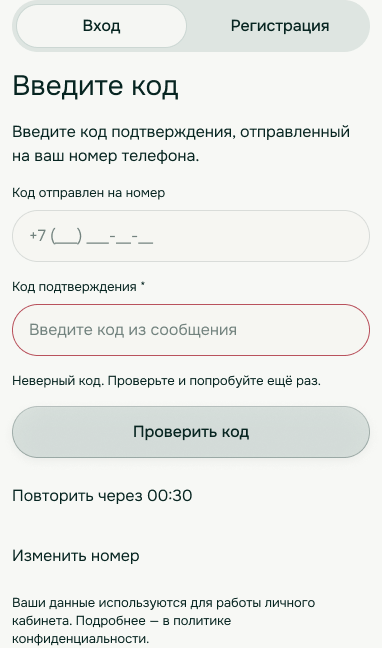 Вход
Регистрация
Введите код
Введите код подтверждения, отправленный
на ваш номер телефона.
Код отправлен на номер
+7 (___) ___-__-__
Код подтверждения *
Введите код из сообщения
Неверный код. Проверьте и попробуйте ещё раз.
Проверить код
Повторить через 00:30
Изменить номер
Ваши данные используются для работы личного
кабинета. Подробнее — в политике
конфиденциальности.